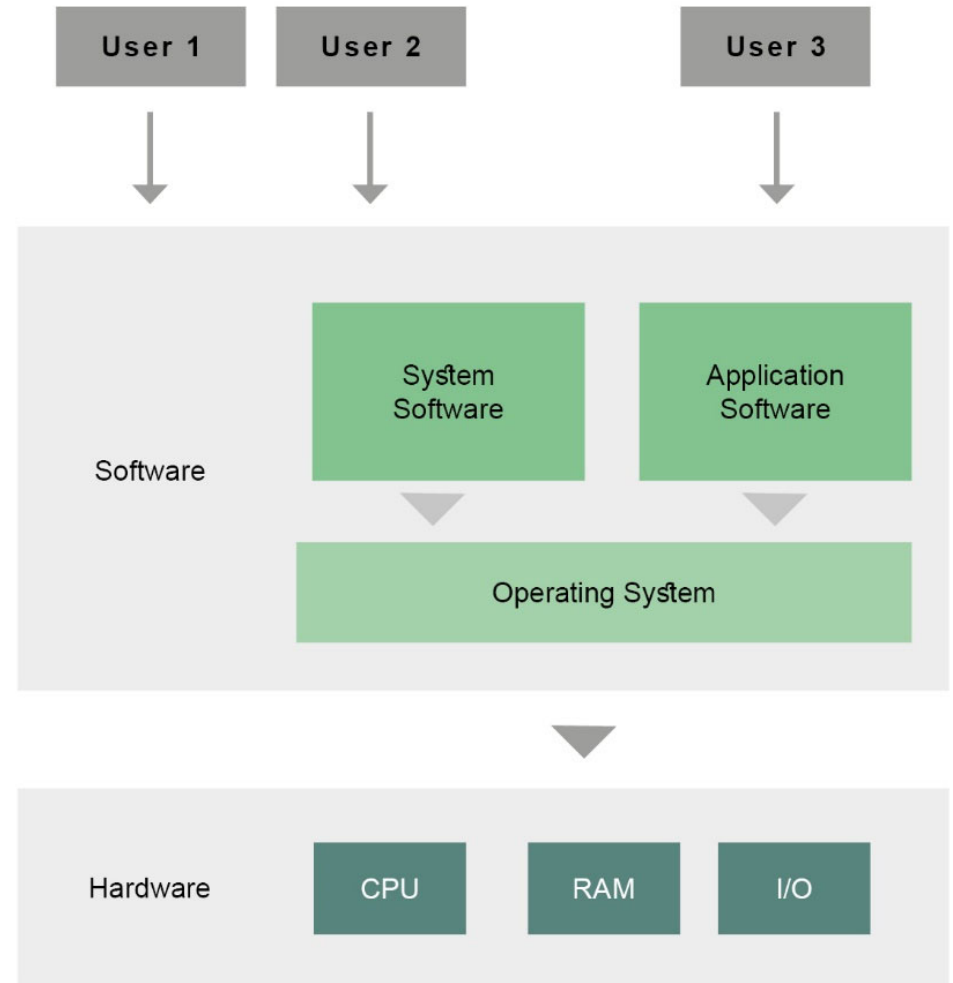 User 1
User 2
User 3
System
Software
Application
Software
Software
Operating System
Hardware
CPU
RAM
I/O